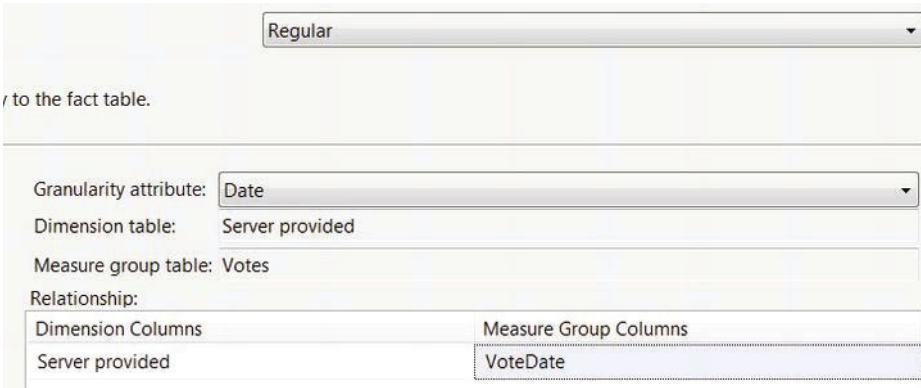 Regular
to the fact table.
Granularity attribute: Date
Dimension table: Server provided
Measure group table: Votes
Relationship:
Dimension Columns Measure Group Columns
Server provided VoteDate